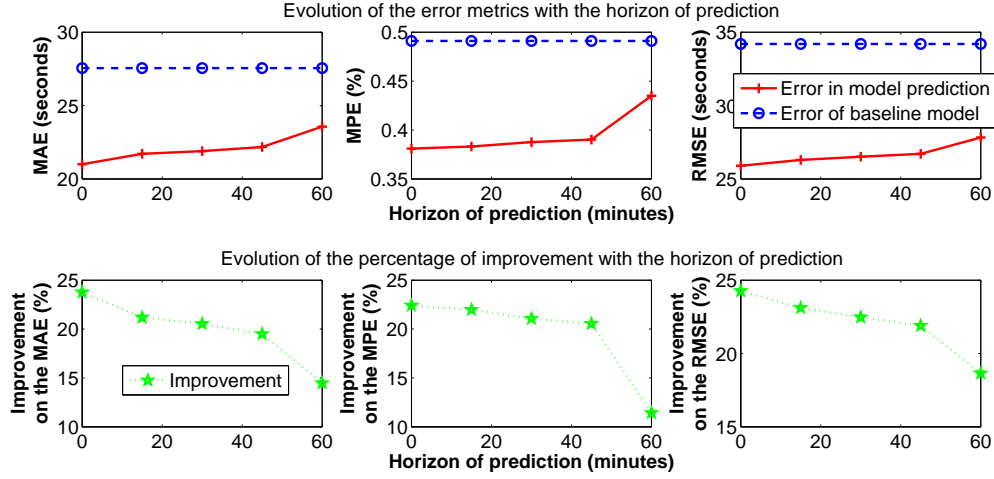 Evolution of the error metrics with the horizon of prediction
MAE (seconds)
30
25
20
0
20
40
60
MPE (%)
0.5
0.45
0.4
0.35
0
20
40
60
Horizon of prediction (minutes)
RMSE (seconds)
35
30
25
0
20
40
60
Error in model prediction
Error of baseline model
Evolution of the percentage of improvement with the horizon of prediction
Improvement
on the MAE (%)
25
20
15
10
0
20
40
60
Improvement
Improvement
on the MPE (%)
25
20
15
10
0
20
40
60
Horizon of prediction (minutes)
Improvement
on the RMSE (%)
25
20
15
0
20
40
60